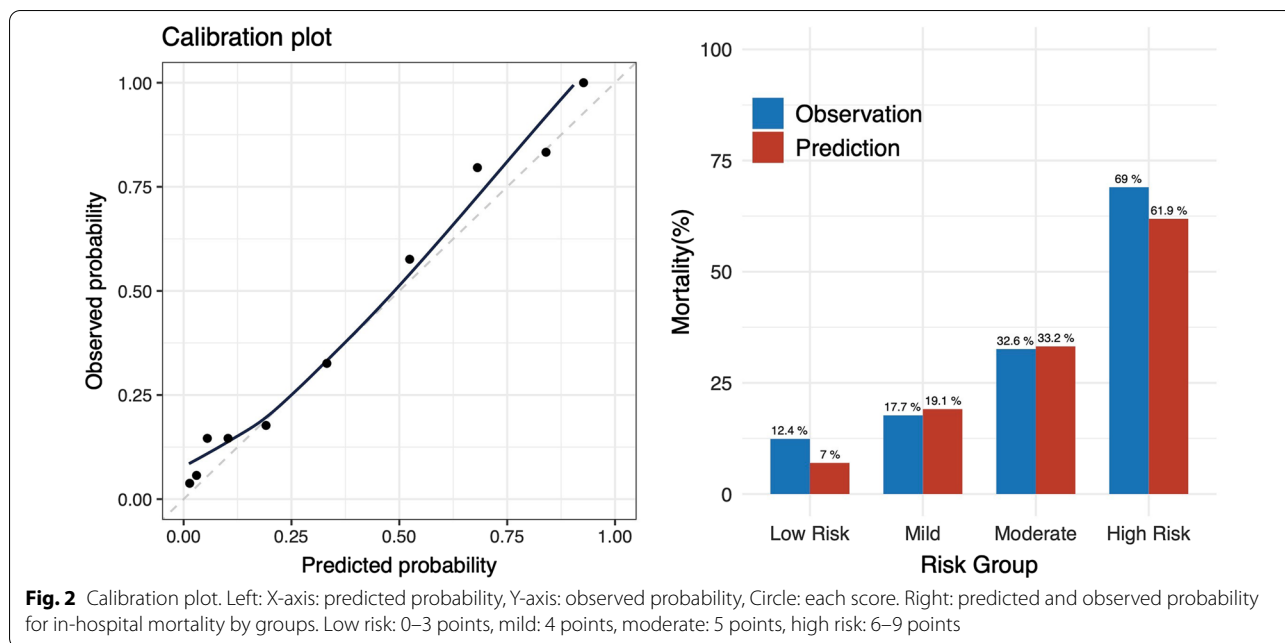 Calibration plot
1.00
0.75
0.50
0.25
0.00
Observed probability
0.00 0.25 0.50 0.75 1.00
Predicted probability
100
75
50
25
0
Mortality(%)
Observation
Prediction
12.4 %
7 %
17.7 %
19.1 %
32.6 %
33.2 %
69 %
61.9 %
Low Risk Mild Moderate High Risk
Risk Group
Fig. 2 Calibration plot. Left: X-axis: predicted probability, Y-axis: observed probability, Circle: each score. Right: predicted and observed probability
for in-hospital mortality by groups. Low risk: 0–3 points, mild: 4 points, moderate: 5 points, high risk: 6–9 points